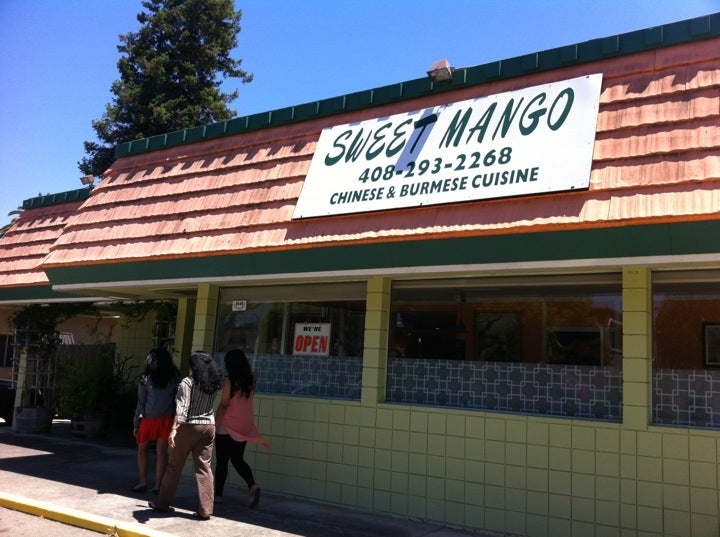 SWEET MANGO
408-293-2268
CHINESE & BURMESE CUISINE
WE'RE
OPEN